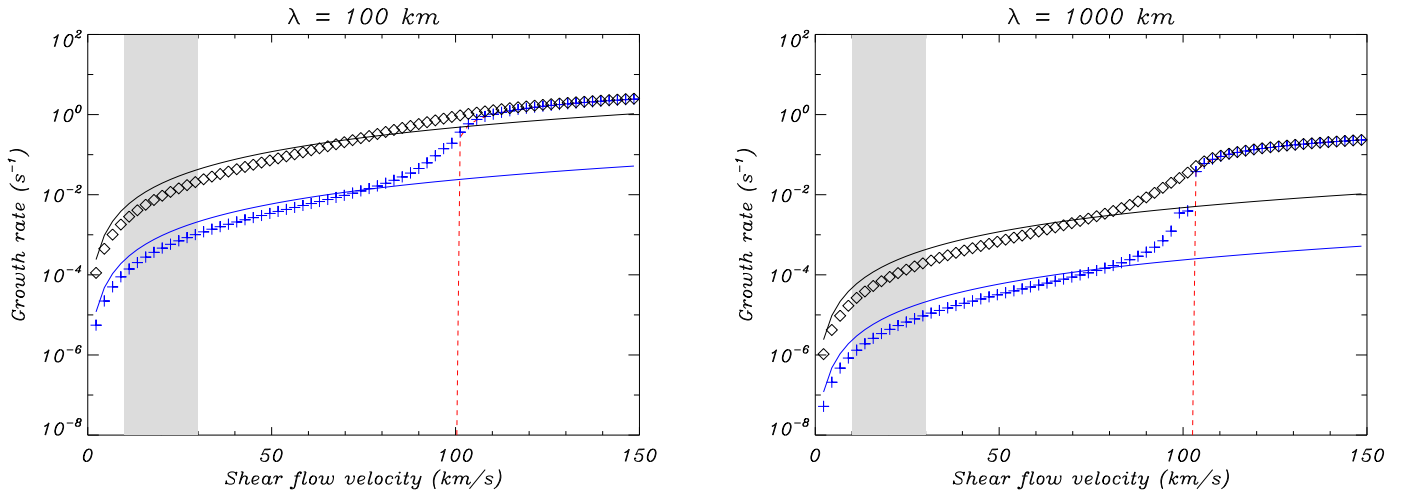 λ = 100 km
10²
10⁰
10⁻²
10⁻⁴
10⁻⁶
10⁻⁸
Growth rate (s⁻¹)
0 50 100 150
Shear flow velocity (km/s)
λ = 1000 km
10²
10⁰
10⁻²
10⁻⁴
10⁻⁶
10⁻⁸
Growth rate (s⁻¹)
0 50 100 150
Shear flow velocity (km/s)